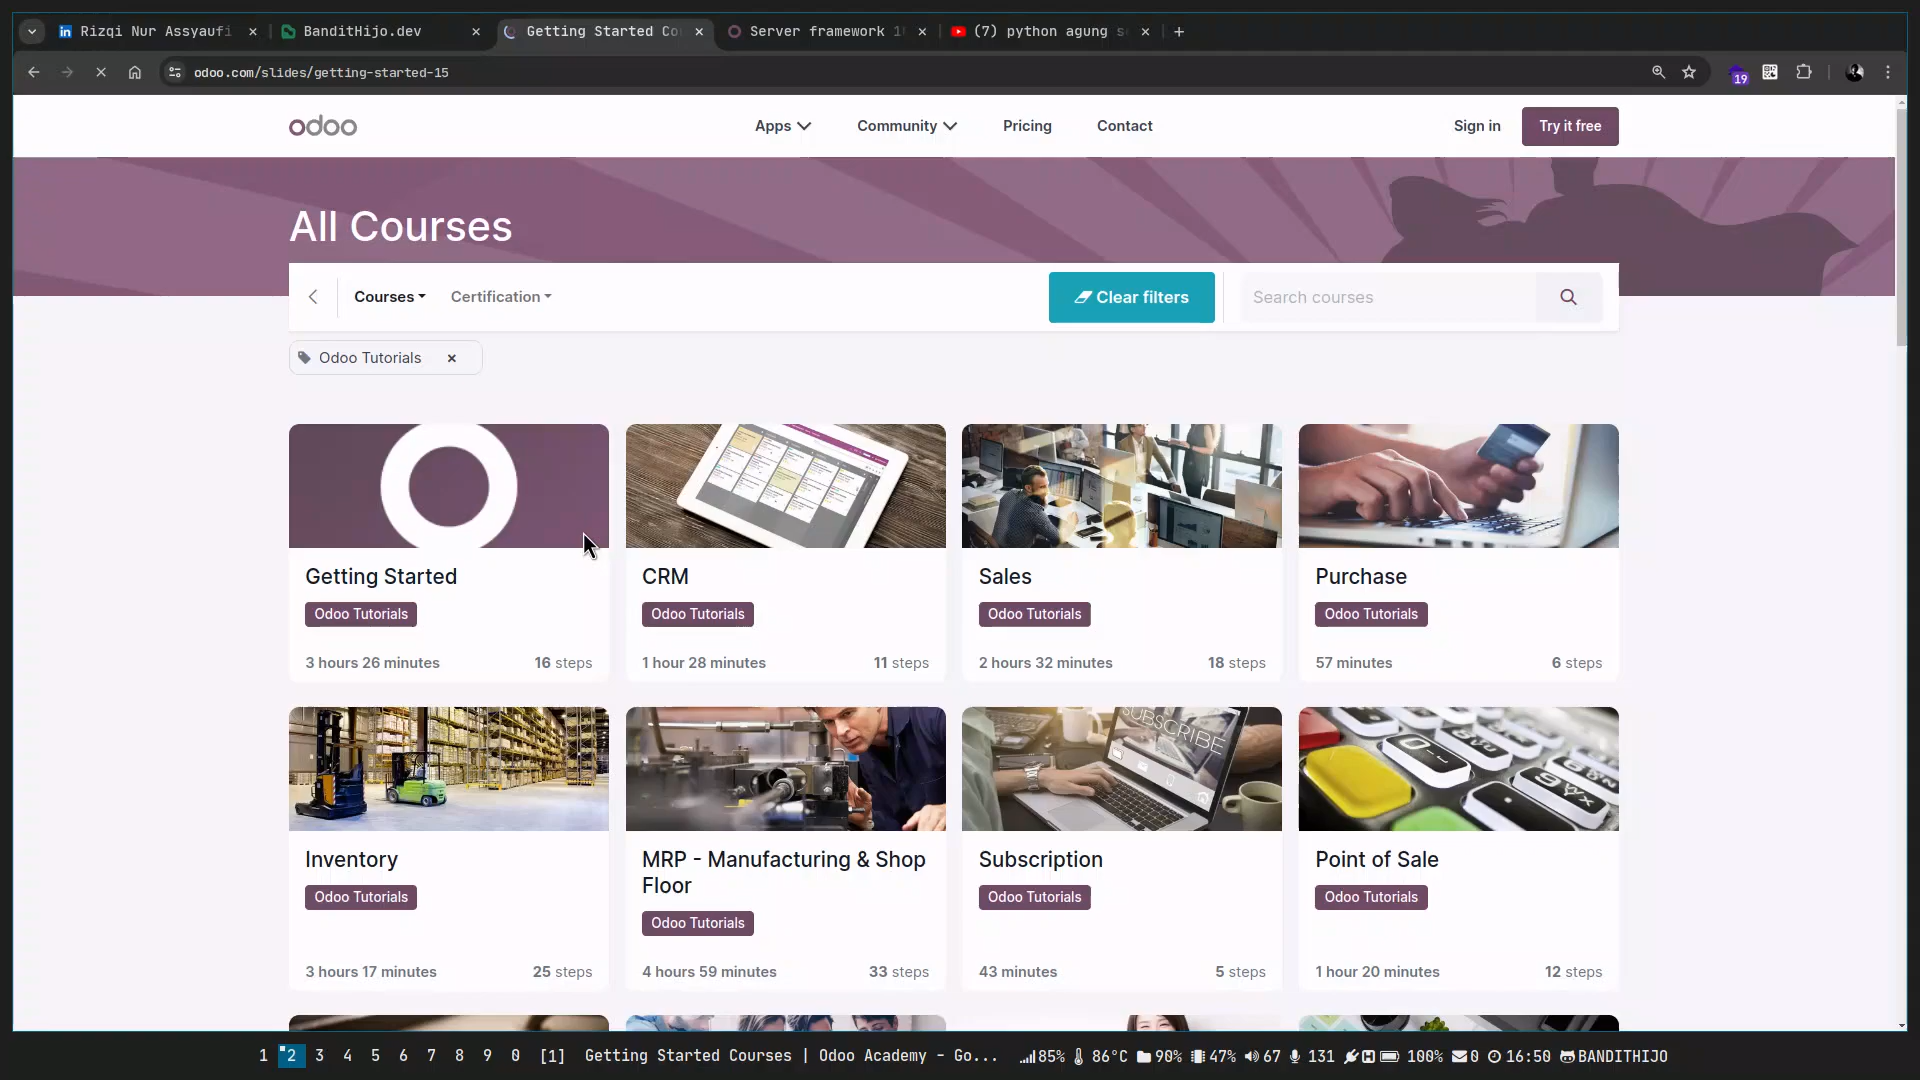 Rizqi Nur Assyaufi
BanditHijo.dev
Getting Started Co
Server framework 1
(7) python agung s
odoo.com/slides/getting-started-15
19
odoo
Apps
Community
Pricing
Contact
Sign in
Try it free
All Courses
Courses
Certification
Clear filters
Search courses
Odoo Tutorials
Getting Started
Odoo Tutorials
3 hours 26 minutes
16 steps
CRM
Odoo Tutorials
1 hour 28 minutes
11 steps
Sales
Odoo Tutorials
2 hours 32 minutes
18 steps
Purchase
Odoo Tutorials
57 minutes
6 steps
Inventory
Odoo Tutorials
3 hours 17 minutes
25 steps
MRP - Manufacturing & Shop
Floor
Odoo Tutorials
4 hours 59 minutes
33 steps
SUBSCRIBE
Subscription
Odoo Tutorials
43 minutes
5 steps
Point of Sale
Odoo Tutorials
1 hour 20 minutes
12 steps
1 2 3 4 5 6 7 8 9 0 [1] Getting Started Courses | Odoo Academy - Go... 85% 86°C 90% 47% 67 131 H 100% 0 16:50 BANDITHIJO